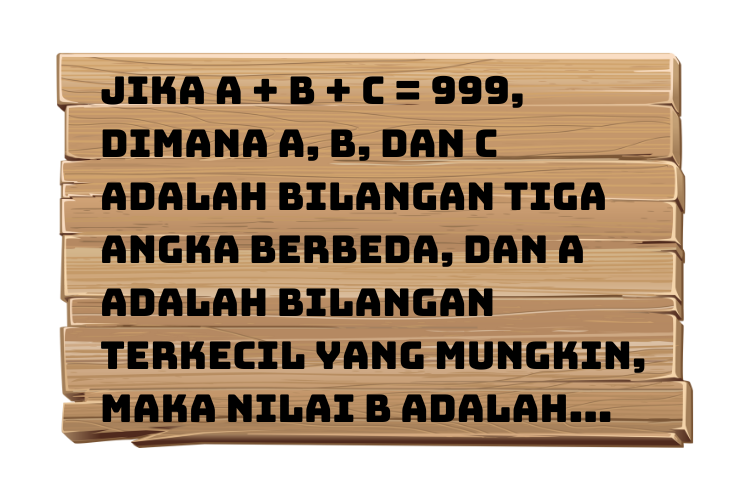 JIKA A + B + C = 999,
DIMANA A, B, DAN C
ADALAH BILANGAN TIGA
ANGKA BERBEDA, DAN A
ADALAH BILANGAN
TERKECIL YANG MUNGKIN,
MAKA NILAI B ADALAH...